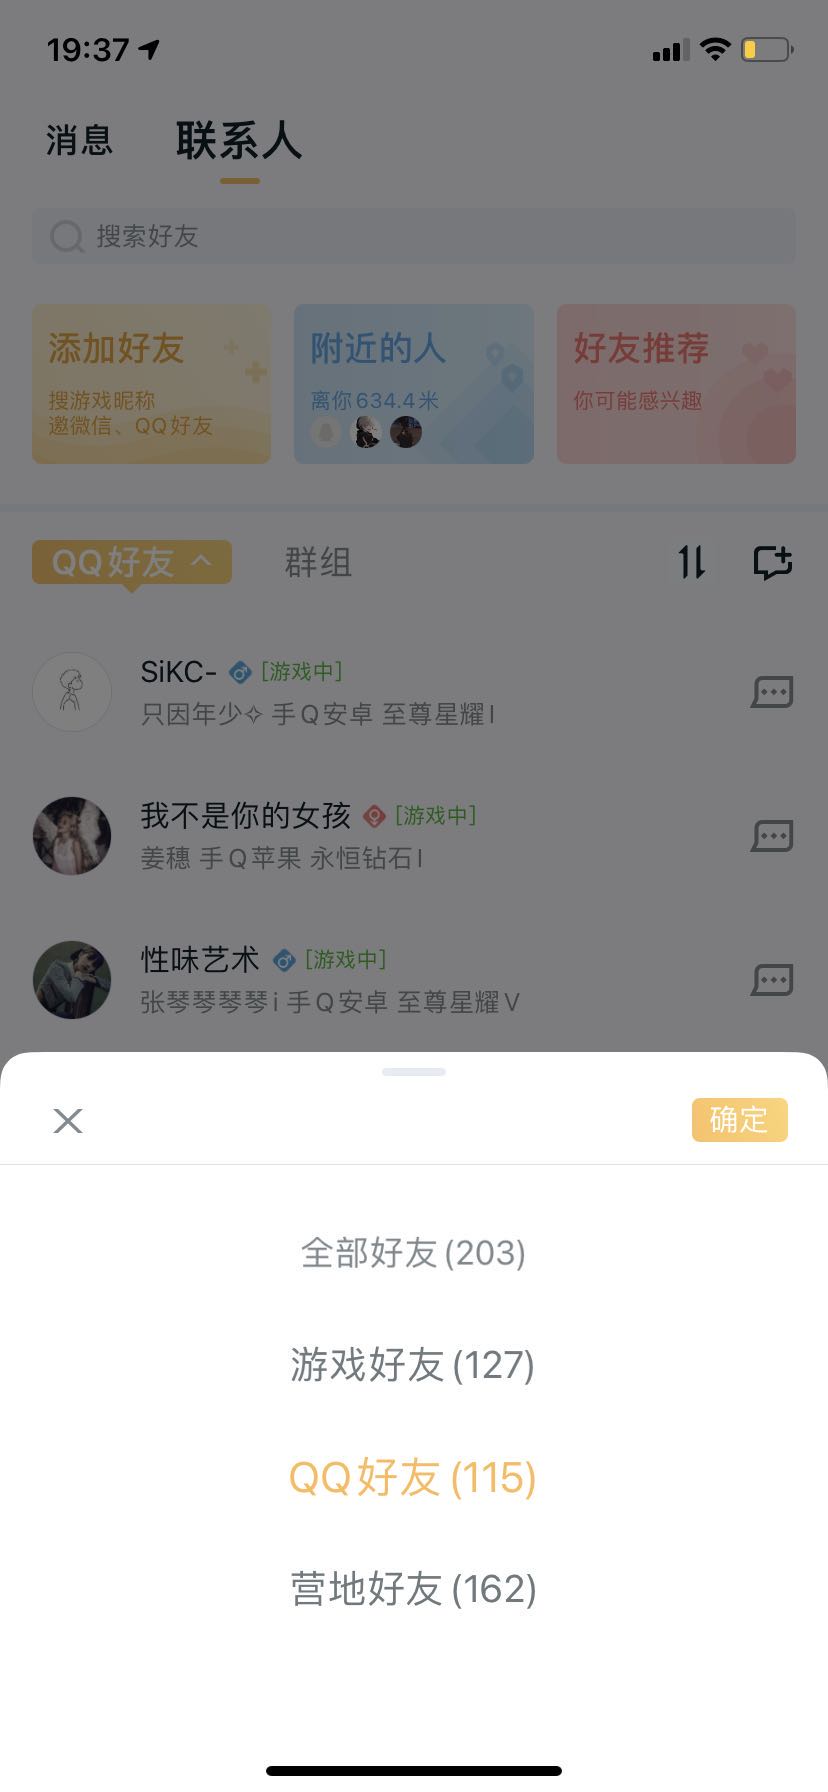 19:37
消息 联系人
搜索好友
添加好友
搜游戏昵称
邀微信、QQ好友
附近的人
离你634.4米
好友推荐
你可能感兴趣
QQ好友 群组
SiKC- [游戏中]
只因年少✧ 手Q安卓 至尊星耀I
我不是你的女孩 [游戏中]
姜穗 手Q苹果 永恒钻石I
性味艺术 [游戏中]
张琴琴琴琴i 手Q安卓 至尊星耀V
确定
全部好友(203)
游戏好友(127)
QQ好友(115)
营地好友(162)